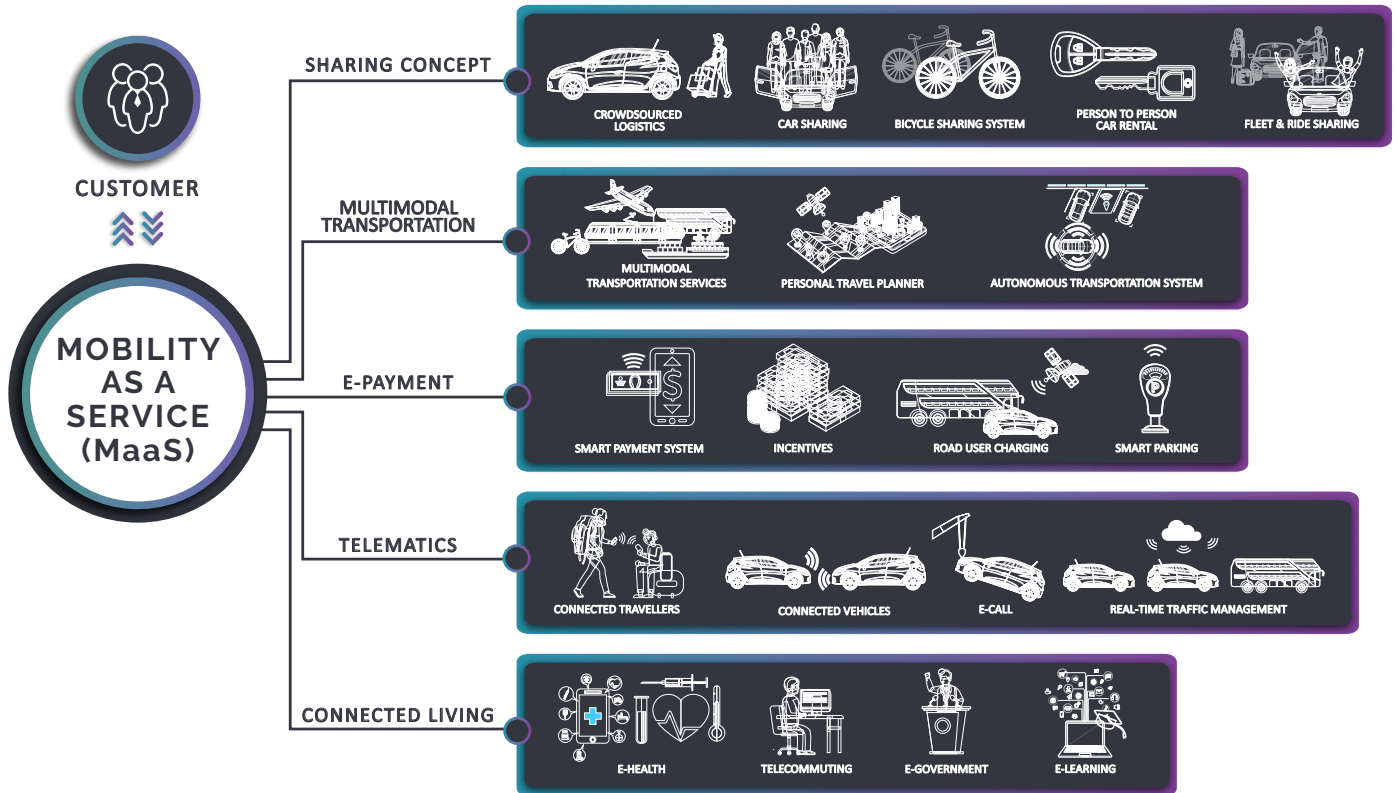 CUSTOMER
MOBILITY
AS A
SERVICE
(MaaS)
SHARING CONCEPT
CROWDSOURCED
LOGISTICS
CAR SHARING
BICYCLE SHARING SYSTEM
PERSON TO PERSON
CAR RENTAL
FLEET & RIDE SHARING
MULTIMODAL
TRANSPORTATION
MULTIMODAL
TRANSPORTATION SERVICES
PERSONAL TRAVEL PLANNER
AUTONOMOUS TRANSPORTATION SYSTEM
E-PAYMENT
$
P
SMART PAYMENT SYSTEM
INCENTIVES
ROAD USER CHARGING
SMART PARKING
TELEMATICS
CONNECTED TRAVELLERS
CONNECTED VEHICLES
E-CALL
REAL-TIME TRAFFIC MANAGEMENT
CONNECTED LIVING
E-HEALTH
TELECOMMUTING
E-GOVERNMENT
E-LEARNING